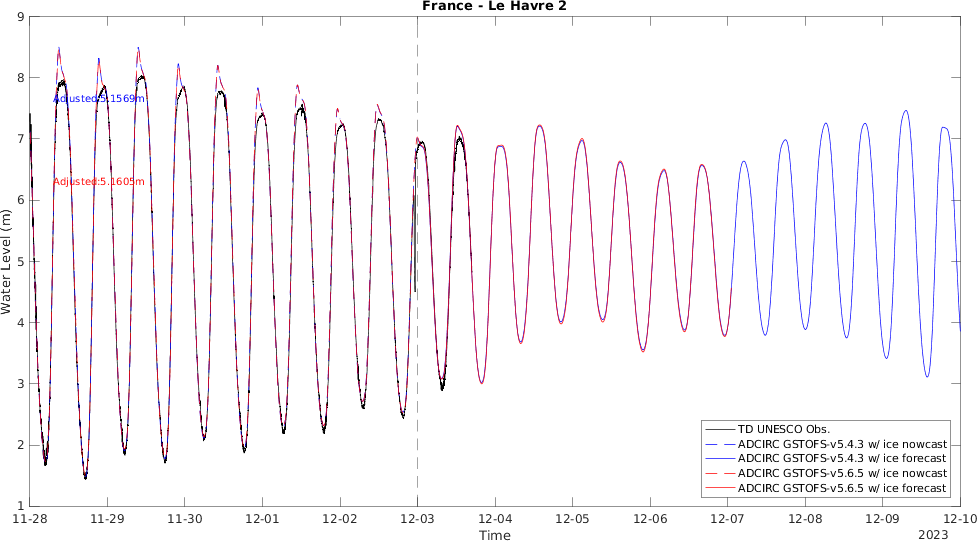 France - Le Havre 2
9
8
7
6
5
4
3
2
1
Water Level (m)
Adjusted:5.1569m
Adjusted:5.1605m
TD UNESCO Obs.
ADCIRC GSTOFS-v5.4.3 w/ ice nowcast
ADCIRC GSTOFS-v5.4.3 w/ ice forecast
ADCIRC GSTOFS-v5.6.5 w/ ice nowcast
ADCIRC GSTOFS-v5.6.5 w/ ice forecast
11-28 11-29 11-30 12-01 12-02 12-03 12-04 12-05 12-06 12-07 12-08 12-09 12-10
Time
2023